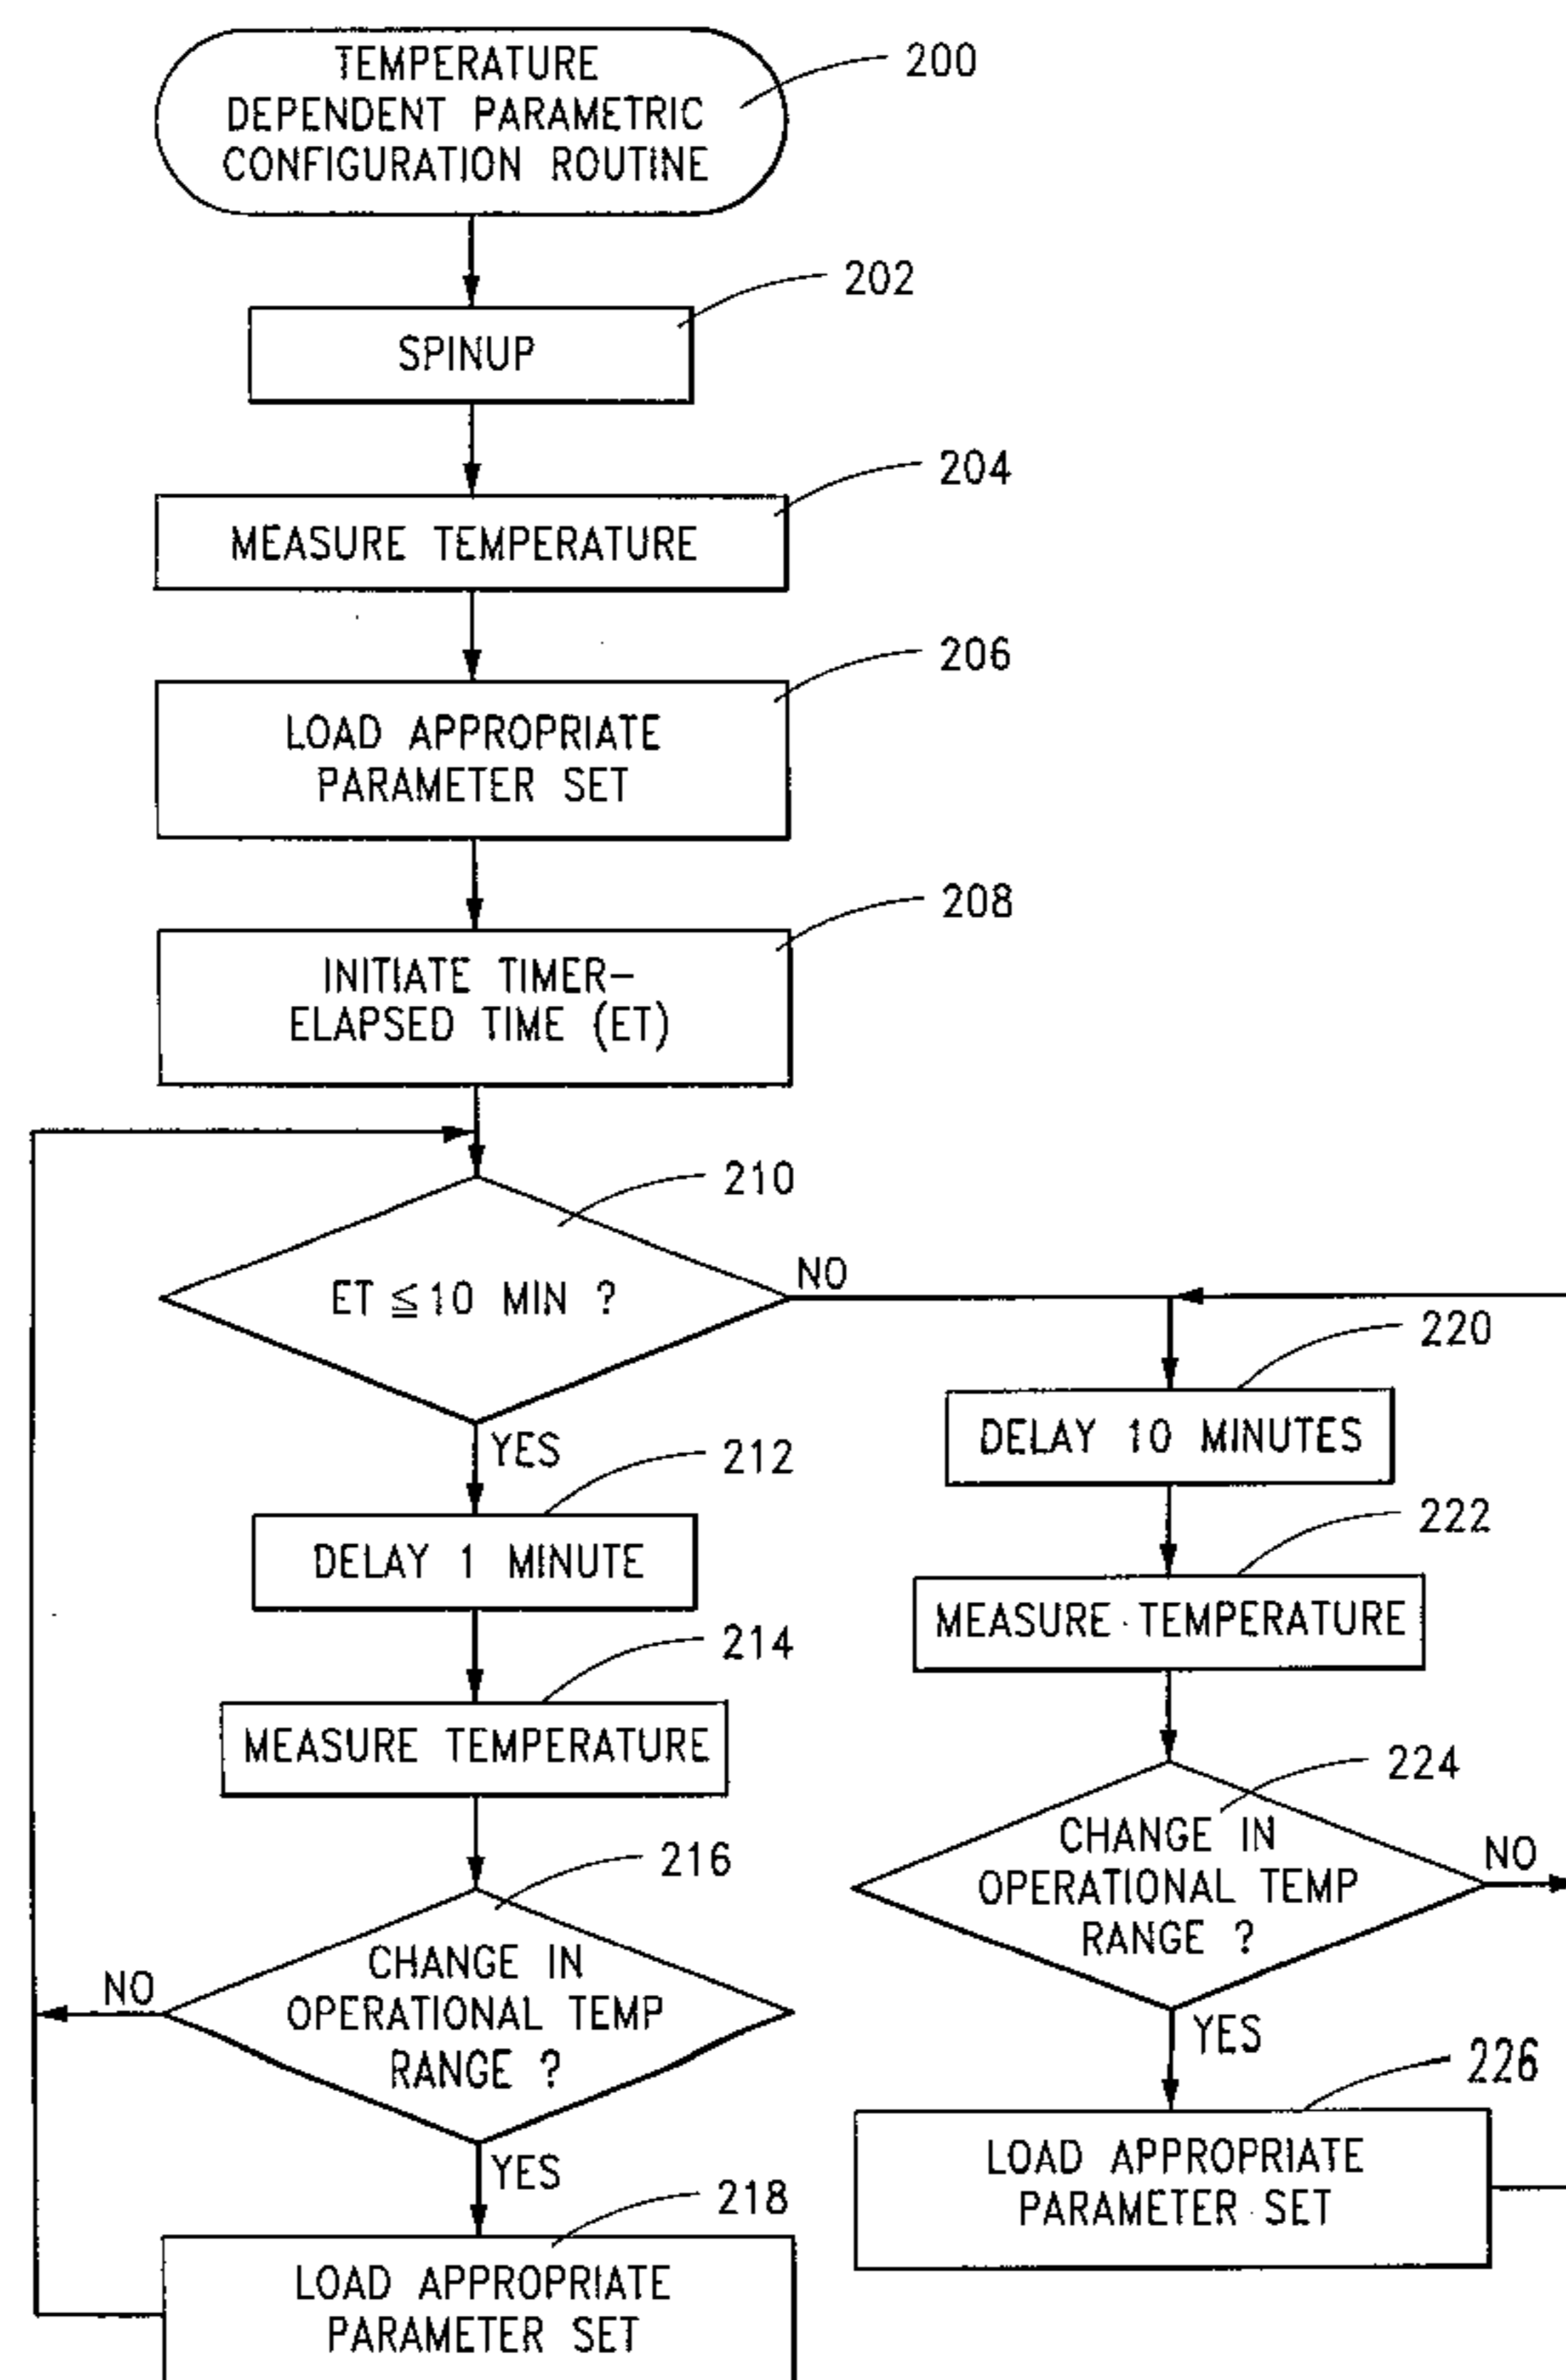 TEMPERATURE
DEPENDENT PARAMETRIC
CONFIGURATION ROUTINE
200
SPINUP
202
MEASURE TEMPERATURE
204
LOAD APPROPRIATE
PARAMETER SET
206
INITIATE TIMER-
ELAPSED TIME (ET)
208
ET ≦ 10 MIN ?
210
NO
YES
DELAY 1 MINUTE
212
MEASURE TEMPERATURE
214
CHANGE IN
OPERATIONAL TEMP
RANGE ?
216
NO
YES
LOAD APPROPRIATE
PARAMETER SET
218
DELAY 10 MINUTES
220
MEASURE TEMPERATURE
222
CHANGE IN
OPERATIONAL TEMP
RANGE ?
224
NO
YES
LOAD APPROPRIATE
PARAMETER SET
226